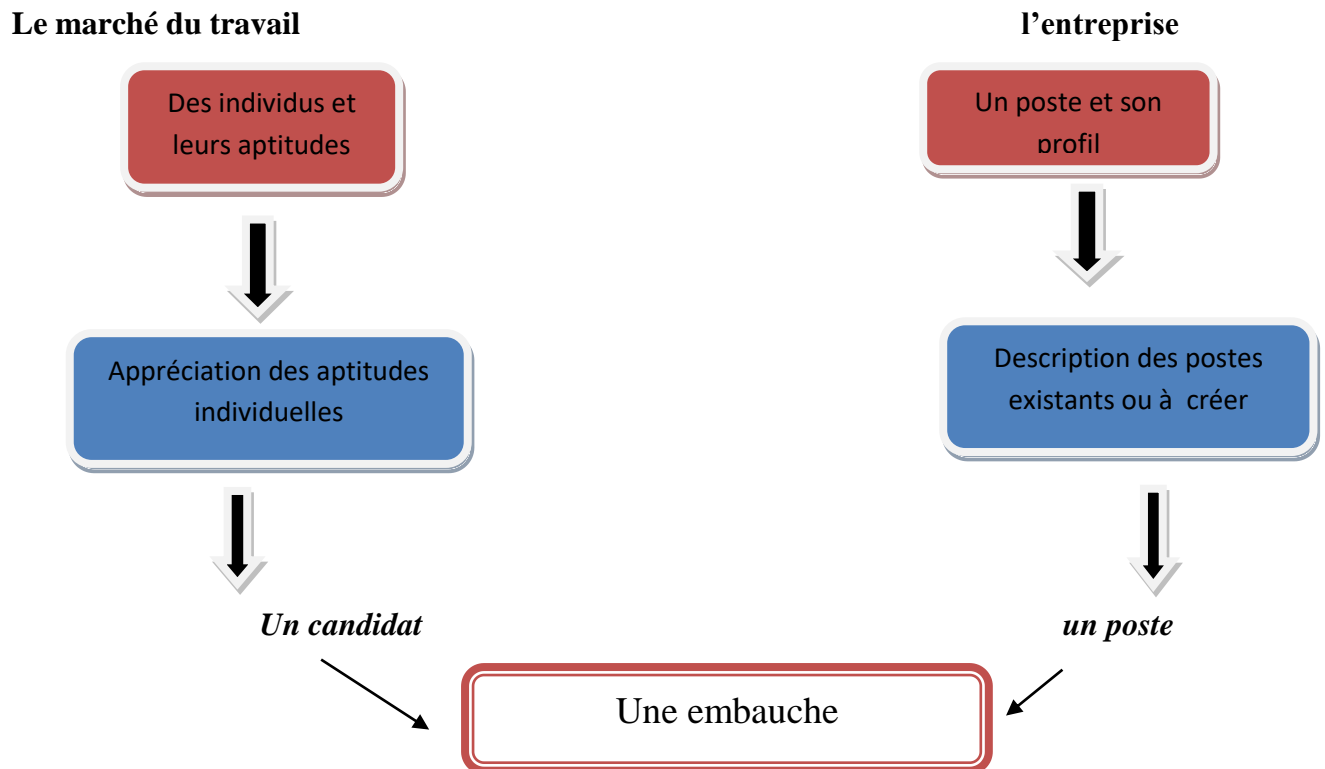 Le marché du travail
l’entreprise
Des individus et
leurs aptitudes
Un poste et son
profil
Appréciation des aptitudes
individuelles
Description des postes
existants ou à créer
Un candidat
un poste
Une embauche